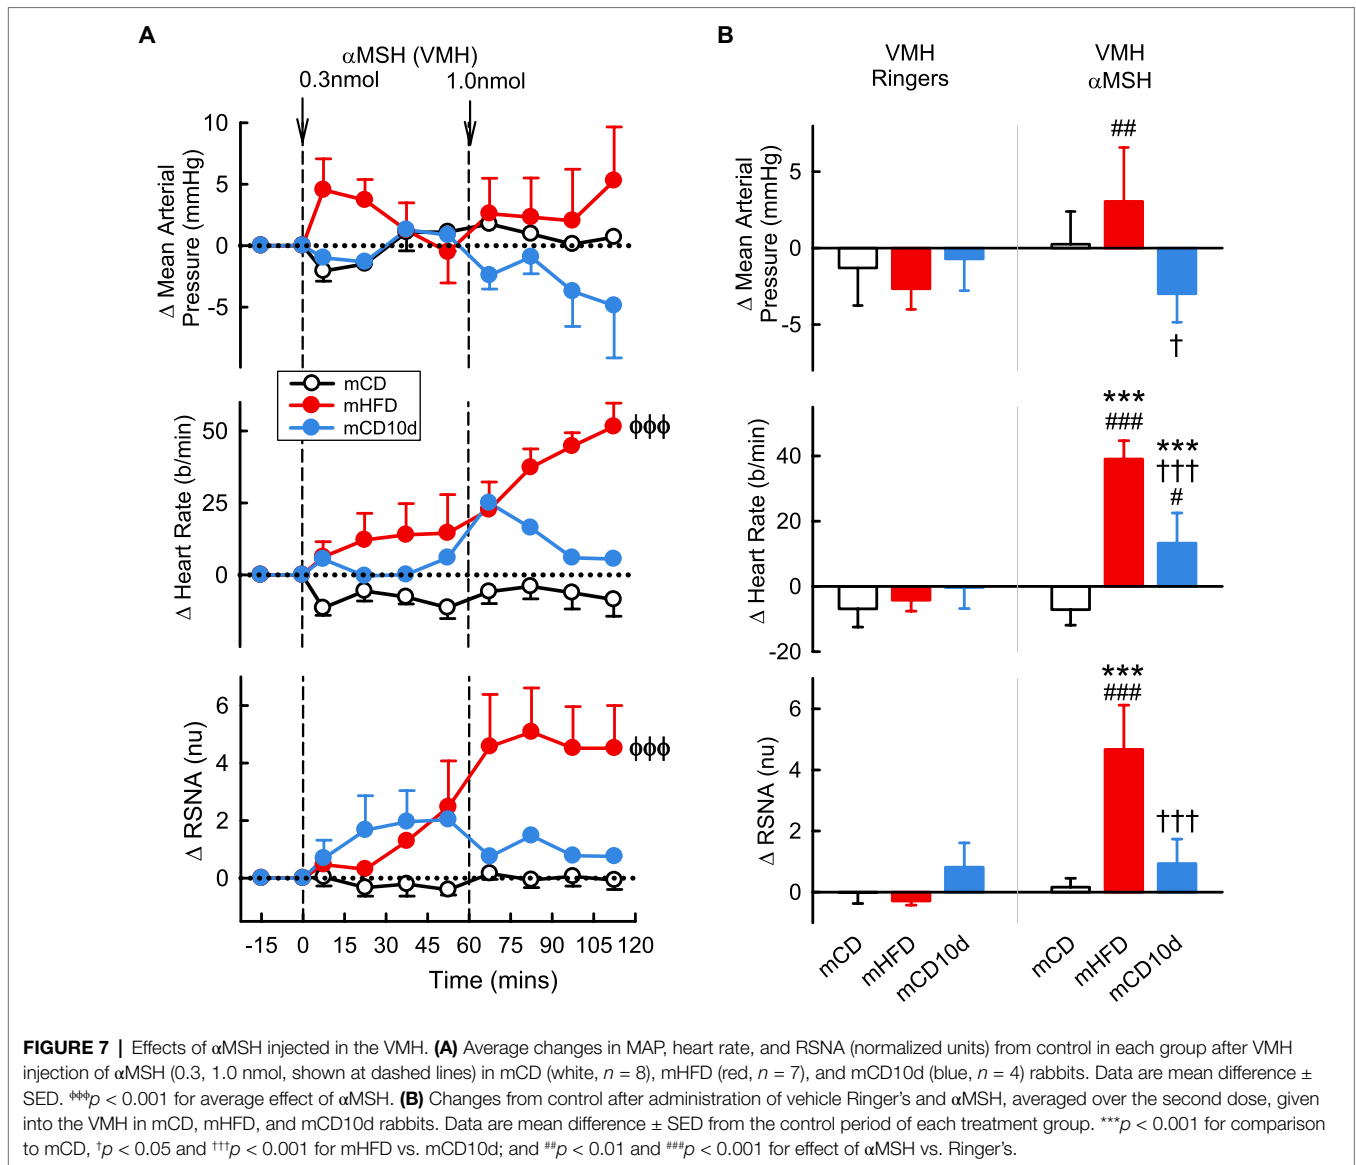 A
αMSH (VMH)
0.3nmol
1.0nmol
Δ Mean Arterial
Pressure (mmHg)
10
5
0
-5
mCD
mHFD
mCD10d
Δ Heart Rate (b/min)
50
25
0
ϕϕϕ
Δ RSNA (nu)
6
4
2
0
ϕϕϕ
-15 0 15 30 45 60 75 90 105 120
Time (mins)
B
VMH
Ringers
VMH
αMSH
Δ Mean Arterial
Pressure (mmHg)
5
0
-5
##
†
Δ Heart Rate (b/min)
40
20
0
-20
***
###
***
†††
#
Δ RSNA (nu)
6
4
2
0
***
###
†††
mCD mHFD mCD10d mCD mHFD mCD10d
FIGURE 7 | Effects of αMSH injected in the VMH. (A) Average changes in MAP, heart rate, and RSNA (normalized units) from control in each group after VMH
injection of αMSH (0.3, 1.0 nmol, shown at dashed lines) in mCD (white, n = 8), mHFD (red, n = 7), and mCD10d (blue, n = 4) rabbits. Data are mean difference ±
SED. ϕϕϕp < 0.001 for average effect of αMSH. (B) Changes from control after administration of vehicle Ringer's and αMSH, averaged over the second dose, given
into the VMH in mCD, mHFD, and mCD10d rabbits. Data are mean difference ± SED from the control period of each treatment group. ***p < 0.001 for comparison
to mCD, †p < 0.05 and †††p < 0.001 for mHFD vs. mCD10d; and ##p < 0.01 and ###p < 0.001 for effect of αMSH vs. Ringer's.